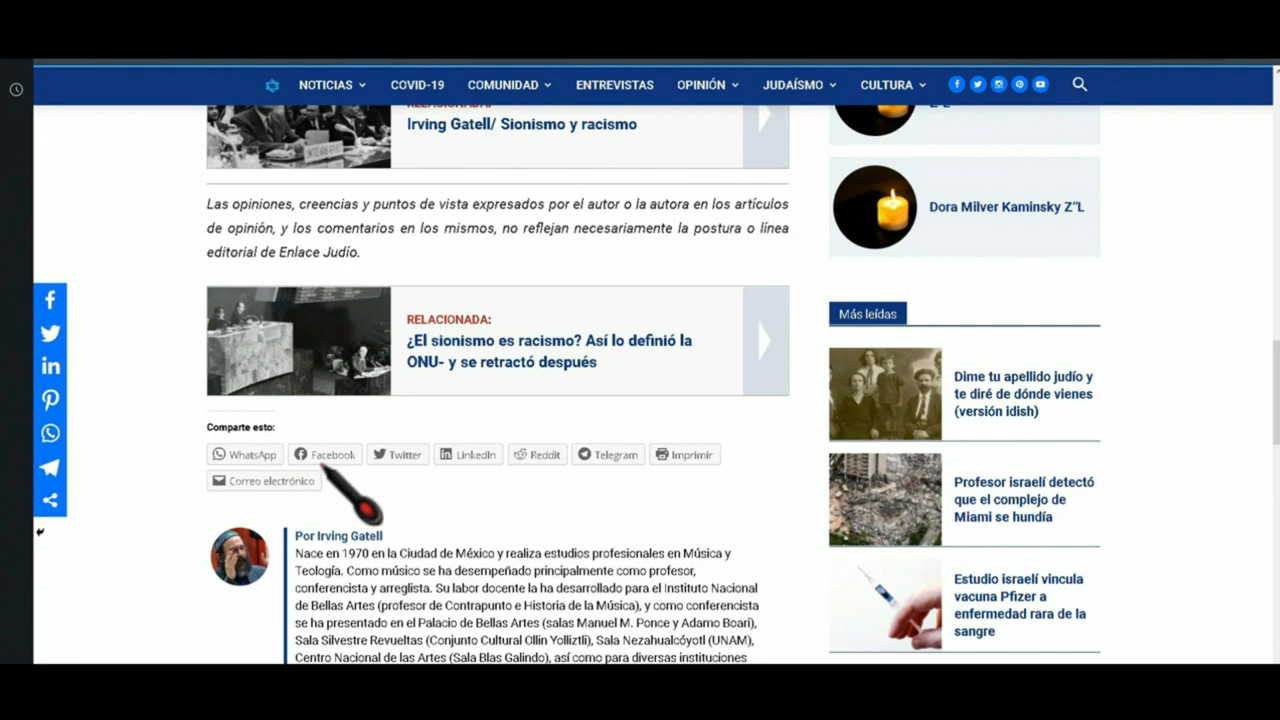 NOTICIAS COVID-19 COMUNIDAD ENTREVISTAS OPINIÓN JUDAÍSMO CULTURA
RELACIONADA:
Irving Gatell/ Sionismo y racismo
Las opiniones, creencias y puntos de vista expresados por el autor o la autora en los artículos
de opinión, y los comentarios en los mismos, no reflejan necesariamente la postura o línea
editorial de Enlace Judío.
RELACIONADA:
¿El sionismo es racismo? Así lo definió la
ONU- y se retractó después
Comparte esto:
WhatsApp Facebook Twitter LinkedIn Reddit Telegram Imprimir
Correo electrónico
Por Irving Gatell
Nace en 1970 en la Ciudad de México y realiza estudios profesionales en Música y
Teología. Como músico se ha desempeñado principalmente como profesor,
conferencista y arreglista. Su labor docente la ha desarrollado para el Instituto Nacional
de Bellas Artes (profesor de Contrapunto e Historia de la Música), y como conferencista
se ha presentado en el Palacio de Bellas Artes (salas Manuel M. Ponce y Adamo Boari),
Sala Silvestre Revueltas (Conjunto Cultural Ollin Yolliztli), Sala Nezahualcóyotl (UNAM),
Centro Nacional de las Artes (Sala Blas Galindo), así como para diversas instituciones
Z"L
Dora Milver Kaminsky Z"L
Más leídas
Dime tu apellido judío y
te diré de dónde vienes
(versión idish)
Profesor israelí detectó
que el complejo de
Miami se hundía
Estudio israelí vincula
vacuna Pfizer a
enfermedad rara de la
sangre